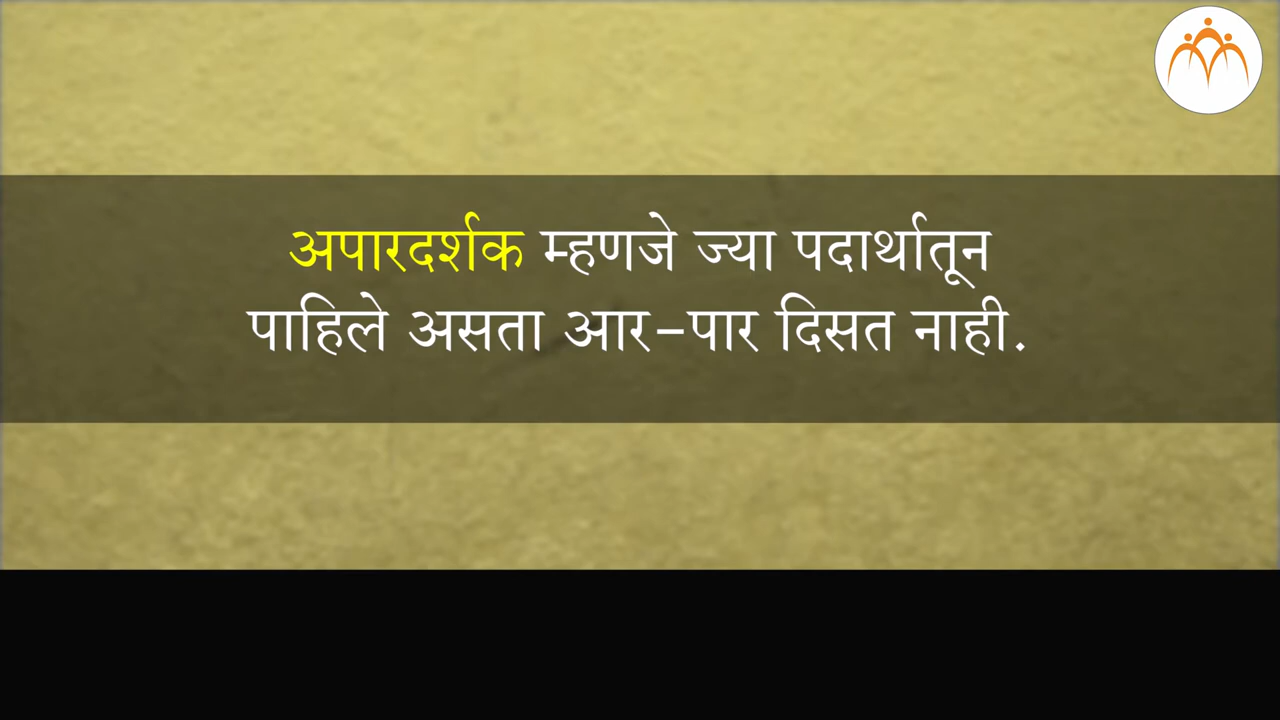 अपारदर्शक म्हणजे ज्या पदार्थातून
पाहिले असता आर-पार दिसत नाही.